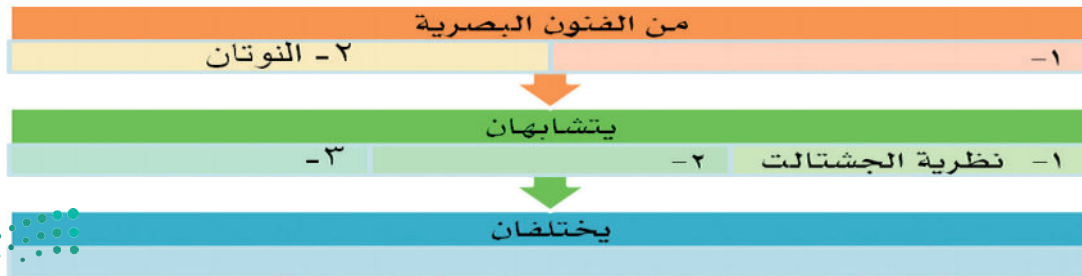 من الفنون البصرية
١- ٢- النوتان
يتشابهان
١- نظرية الجشتالت ٢- ٣-
يختلفان